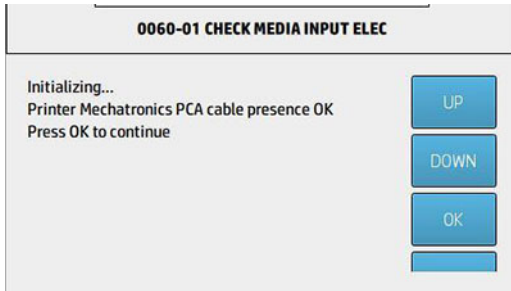 0060-01 CHECK MEDIA INPUT ELEC
Initializing...
Printer Mechatronics PCA cable presence OK
Press OK to continue
UP
DOWN
OK